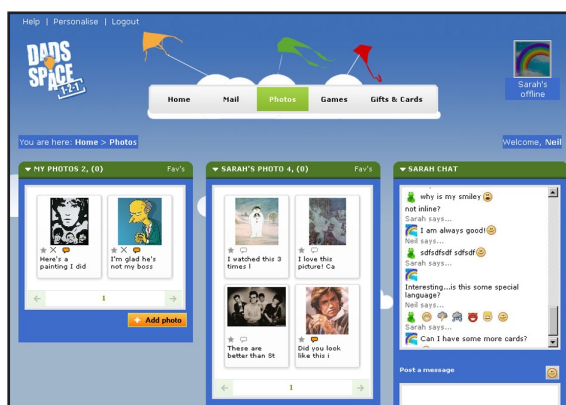 Help | Personalise | Logout
DADS
SPACE
1-2-1
Sarah's
offline
Home Mail Photos Games Gifts & Cards
You are here: Home > Photos
Welcome, Neil
MY PHOTOS 2, (0) Fav's
Here's a
painting I did
I'm glad he's
not my boss
1
Add photo
SARAH'S PHOTO 4, (0) Fav's
I watched this 3
times l
I love this
picture! Ca
These are
better than St
Did you look
like this i
1
SARAH CHAT
why is my smiley
not inline?
Sarah says...
I am always good!
Neil says...
sdfsdfsdf sdfsdf
Sarah says...
Interesting...is this some special
language?
Neil says...
Sarah says...
Can I have some more cards?
Post a message